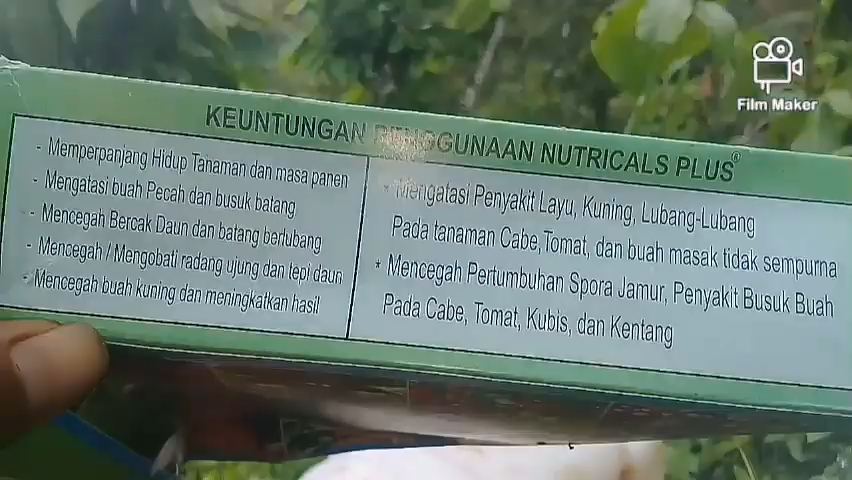 Film Maker
KEUNTUNGAN PENGGUNAAN NUTRICALS PLUS®
- Memperpanjang Hidup Tanaman dan masa panen
- Mengatasi buah Pecah dan busuk batang
- Mencegah Bercak Daun dan batang berlubang
- Mencegah / Mengobati radang ujung dan tepi daun
- Mencegah buah kuning dan meningkatkan hasil
* Mengatasi Penyakit Layu, Kuning, Lubang-Lubang
Pada tanaman Cabe,Tomat, dan buah masak tidak sempurna
* Mencegah Pertumbuhan Spora Jamur, Penyakit Busuk Buah
Pada Cabe, Tomat, Kubis, dan Kentang